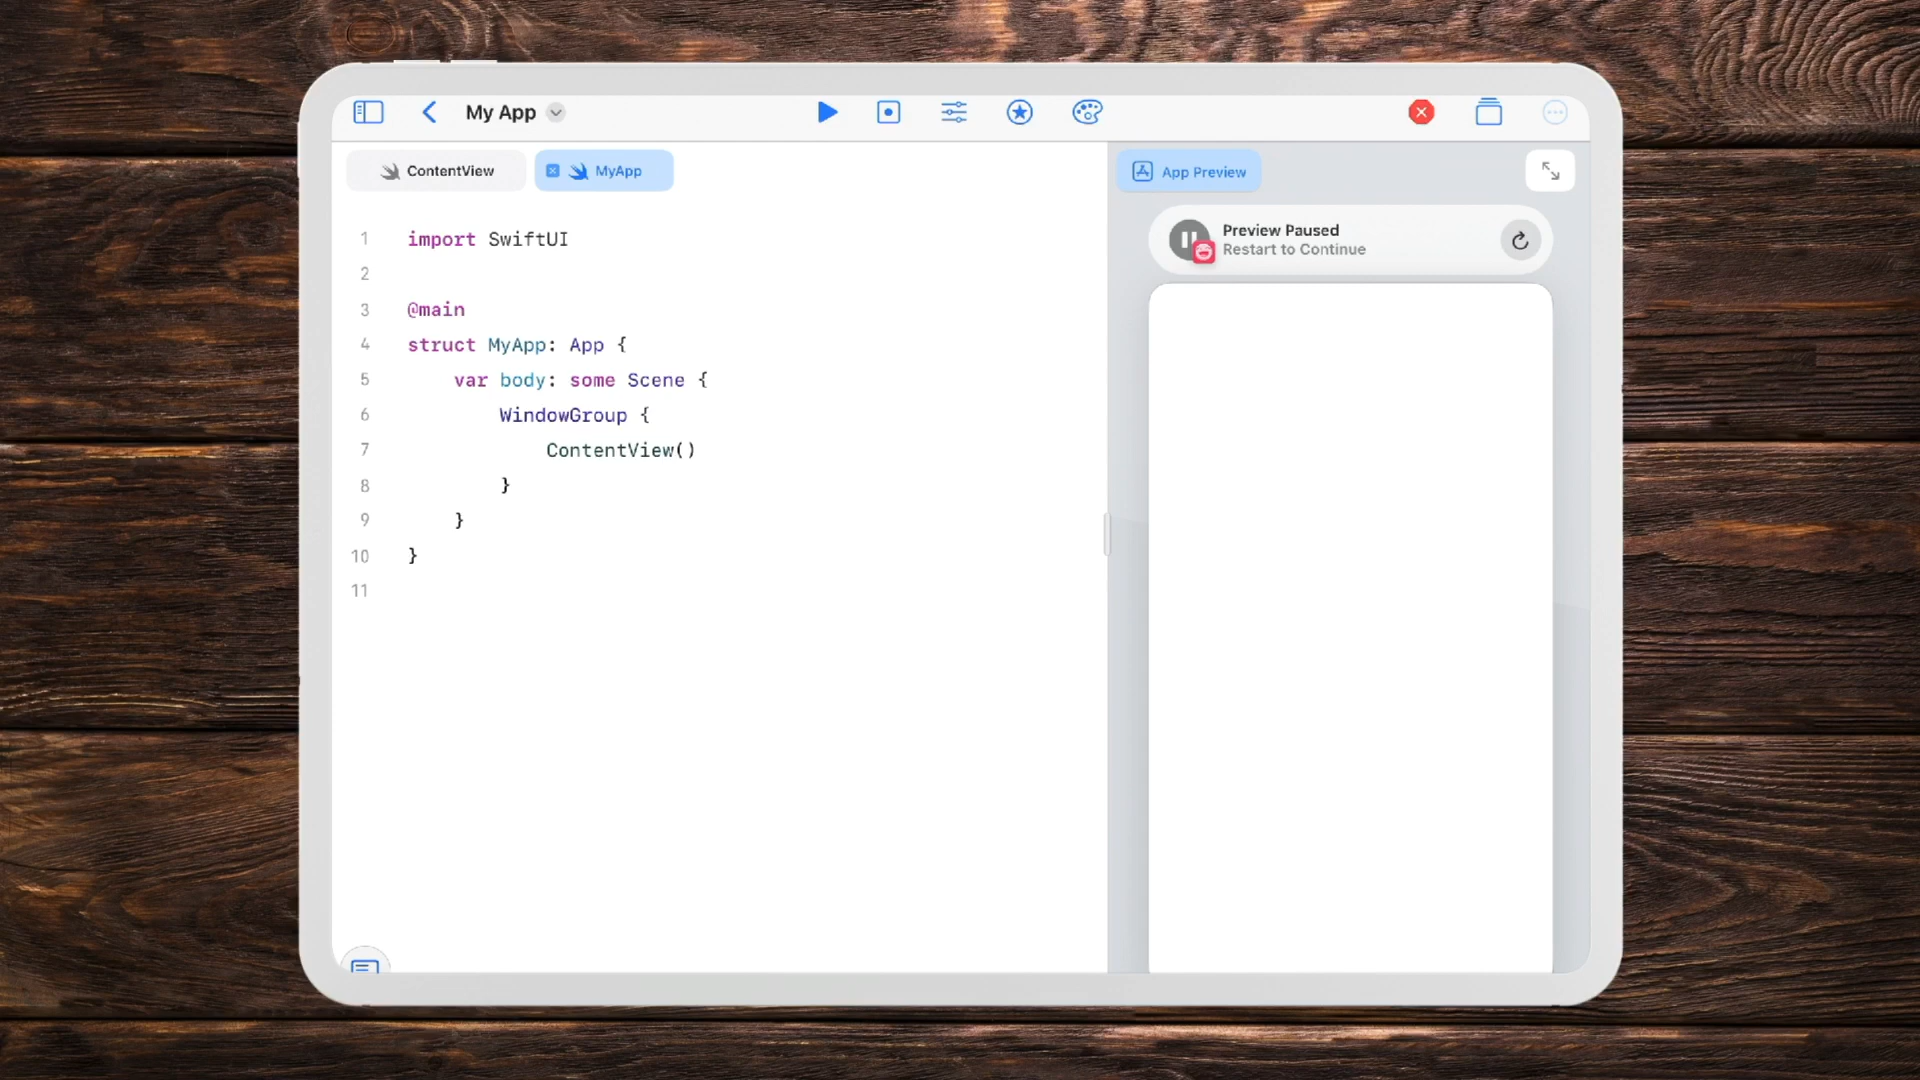 My App
ContentView
MyApp
1 import SwiftUI
2
3 @main
4 struct MyApp: App {
5     var body: some Scene {
6         WindowGroup {
7             ContentView()
8         }
9     }
10 }
11
App Preview
Preview Paused
Restart to Continue